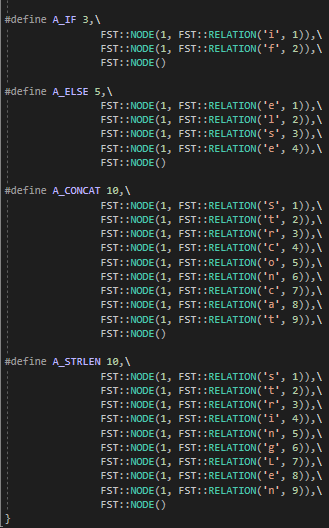 #define A_IF 3,\
FST::NODE(1, FST::RELATION('i', 1)),\
FST::NODE(1, FST::RELATION('f', 2)),\
FST::NODE()
#define A_ELSE 5,\
FST::NODE(1, FST::RELATION('e', 1)),\
FST::NODE(1, FST::RELATION('l', 2)),\
FST::NODE(1, FST::RELATION('s', 3)),\
FST::NODE(1, FST::RELATION('e', 4)),\
FST::NODE()
#define A_CONCAT 10,\
FST::NODE(1, FST::RELATION('S', 1)),\
FST::NODE(1, FST::RELATION('t', 2)),\
FST::NODE(1, FST::RELATION('r', 3)),\
FST::NODE(1, FST::RELATION('C', 4)),\
FST::NODE(1, FST::RELATION('o', 5)),\
FST::NODE(1, FST::RELATION('n', 6)),\
FST::NODE(1, FST::RELATION('c', 7)),\
FST::NODE(1, FST::RELATION('a', 8)),\
FST::NODE(1, FST::RELATION('t', 9)),\
FST::NODE()
#define A_STRLEN 10,\
FST::NODE(1, FST::RELATION('s', 1)),\
FST::NODE(1, FST::RELATION('t', 2)),\
FST::NODE(1, FST::RELATION('r', 3)),\
FST::NODE(1, FST::RELATION('i', 4)),\
FST::NODE(1, FST::RELATION('n', 5)),\
FST::NODE(1, FST::RELATION('g', 6)),\
FST::NODE(1, FST::RELATION('L', 7)),\
FST::NODE(1, FST::RELATION('e', 8)),\
FST::NODE(1, FST::RELATION('n', 9)),\
FST::NODE()
}